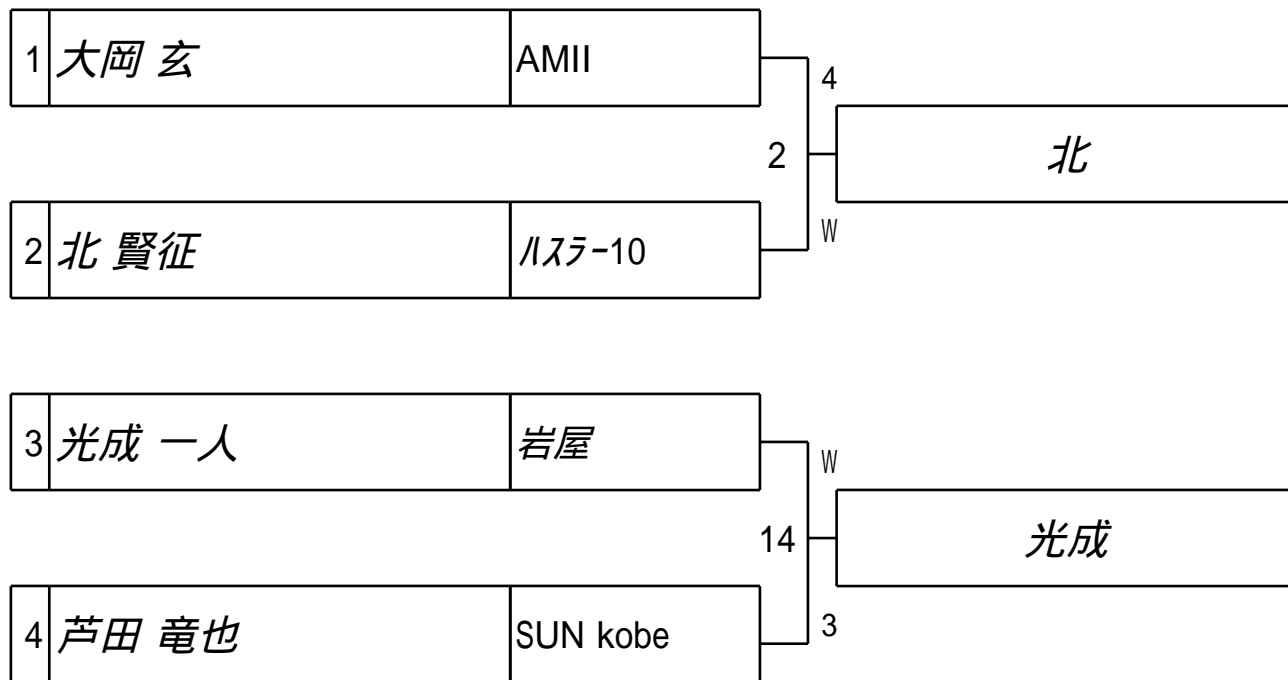 1 大岡 玄 AMII
4
2 北
2 北 賢征 ﾊｽﾗｰ10
W
3 光成 一人 岩屋
W
14 光成
4 芦田 竜也 SUN kobe
3